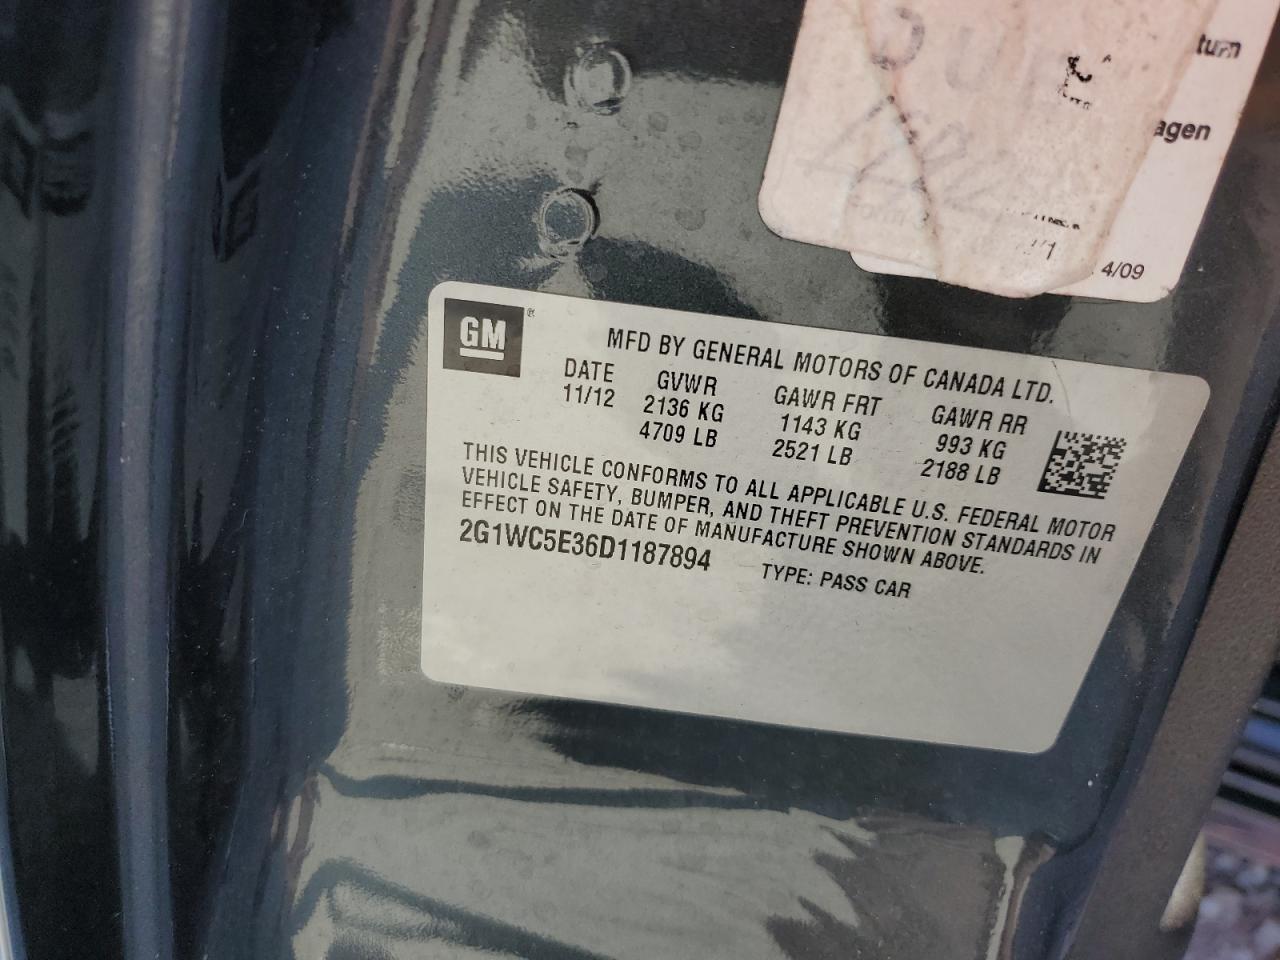 turn
agen
4/09
GM
MFD BY GENERAL MOTORS OF CANADA LTD.
DATE GVWR GAWR FRT GAWR RR
11/12 2136 KG 1143 KG 993 KG
4709 LB 2521 LB 2188 LB
THIS VEHICLE CONFORMS TO ALL APPLICABLE U.S. FEDERAL MOTOR
VEHICLE SAFETY, BUMPER, AND THEFT PREVENTION STANDARDS IN
EFFECT ON THE DATE OF MANUFACTURE SHOWN ABOVE.
2G1WC5E36D1187894 TYPE: PASS CAR